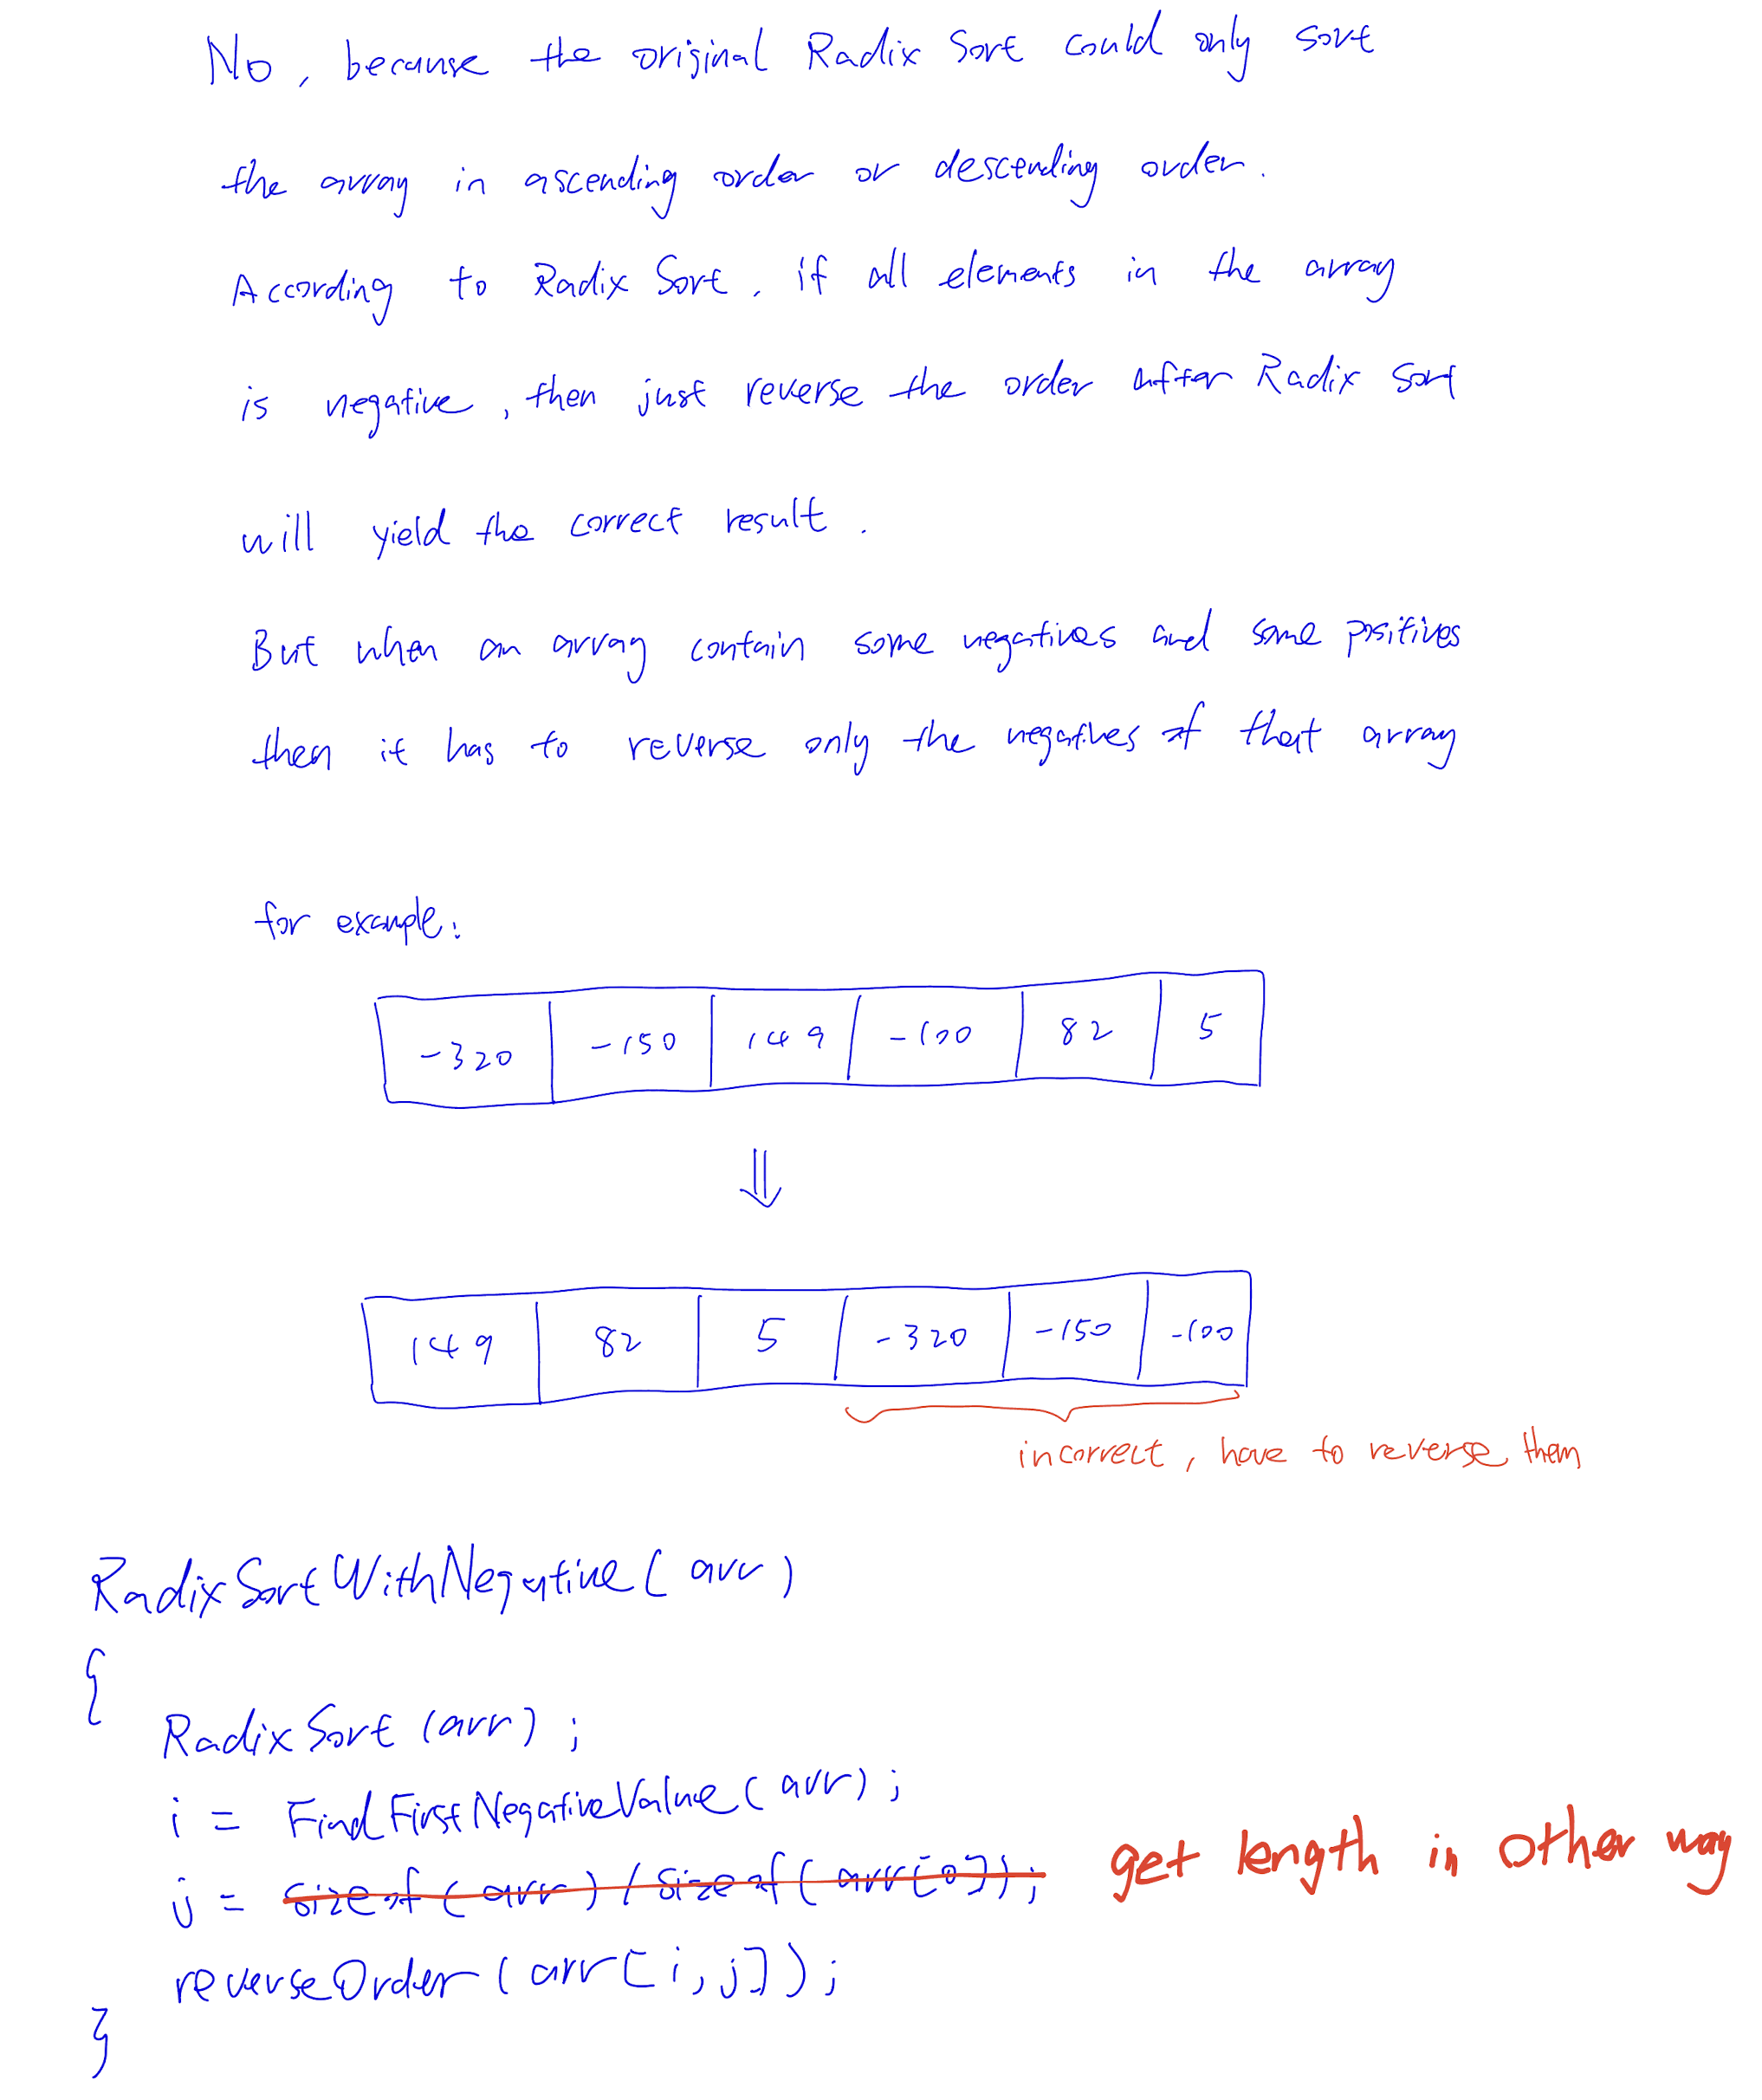 No, because the original Radix Sort could only sort
the array in ascending order or descending order.
According to Radix Sort, if all elements in the array
is negative, then just reverse the order after Radix Sort
will yield the correct result.
But when an array contain some negatives and some positives
then it has to reverse only the negatives of that array
for example:
-320 -150 149 -100 82 5
149 82 5 -320 -150 -100
incorrect, have to reverse them
RadixSortWithNegative(arr)
{
RadixSort(arr);
i = FindFirstNegativeValue(arr);
j = sizeof(arr)/sizeof(arr[0]); get length in other way
reverseOrder(arr[i,j]);
}